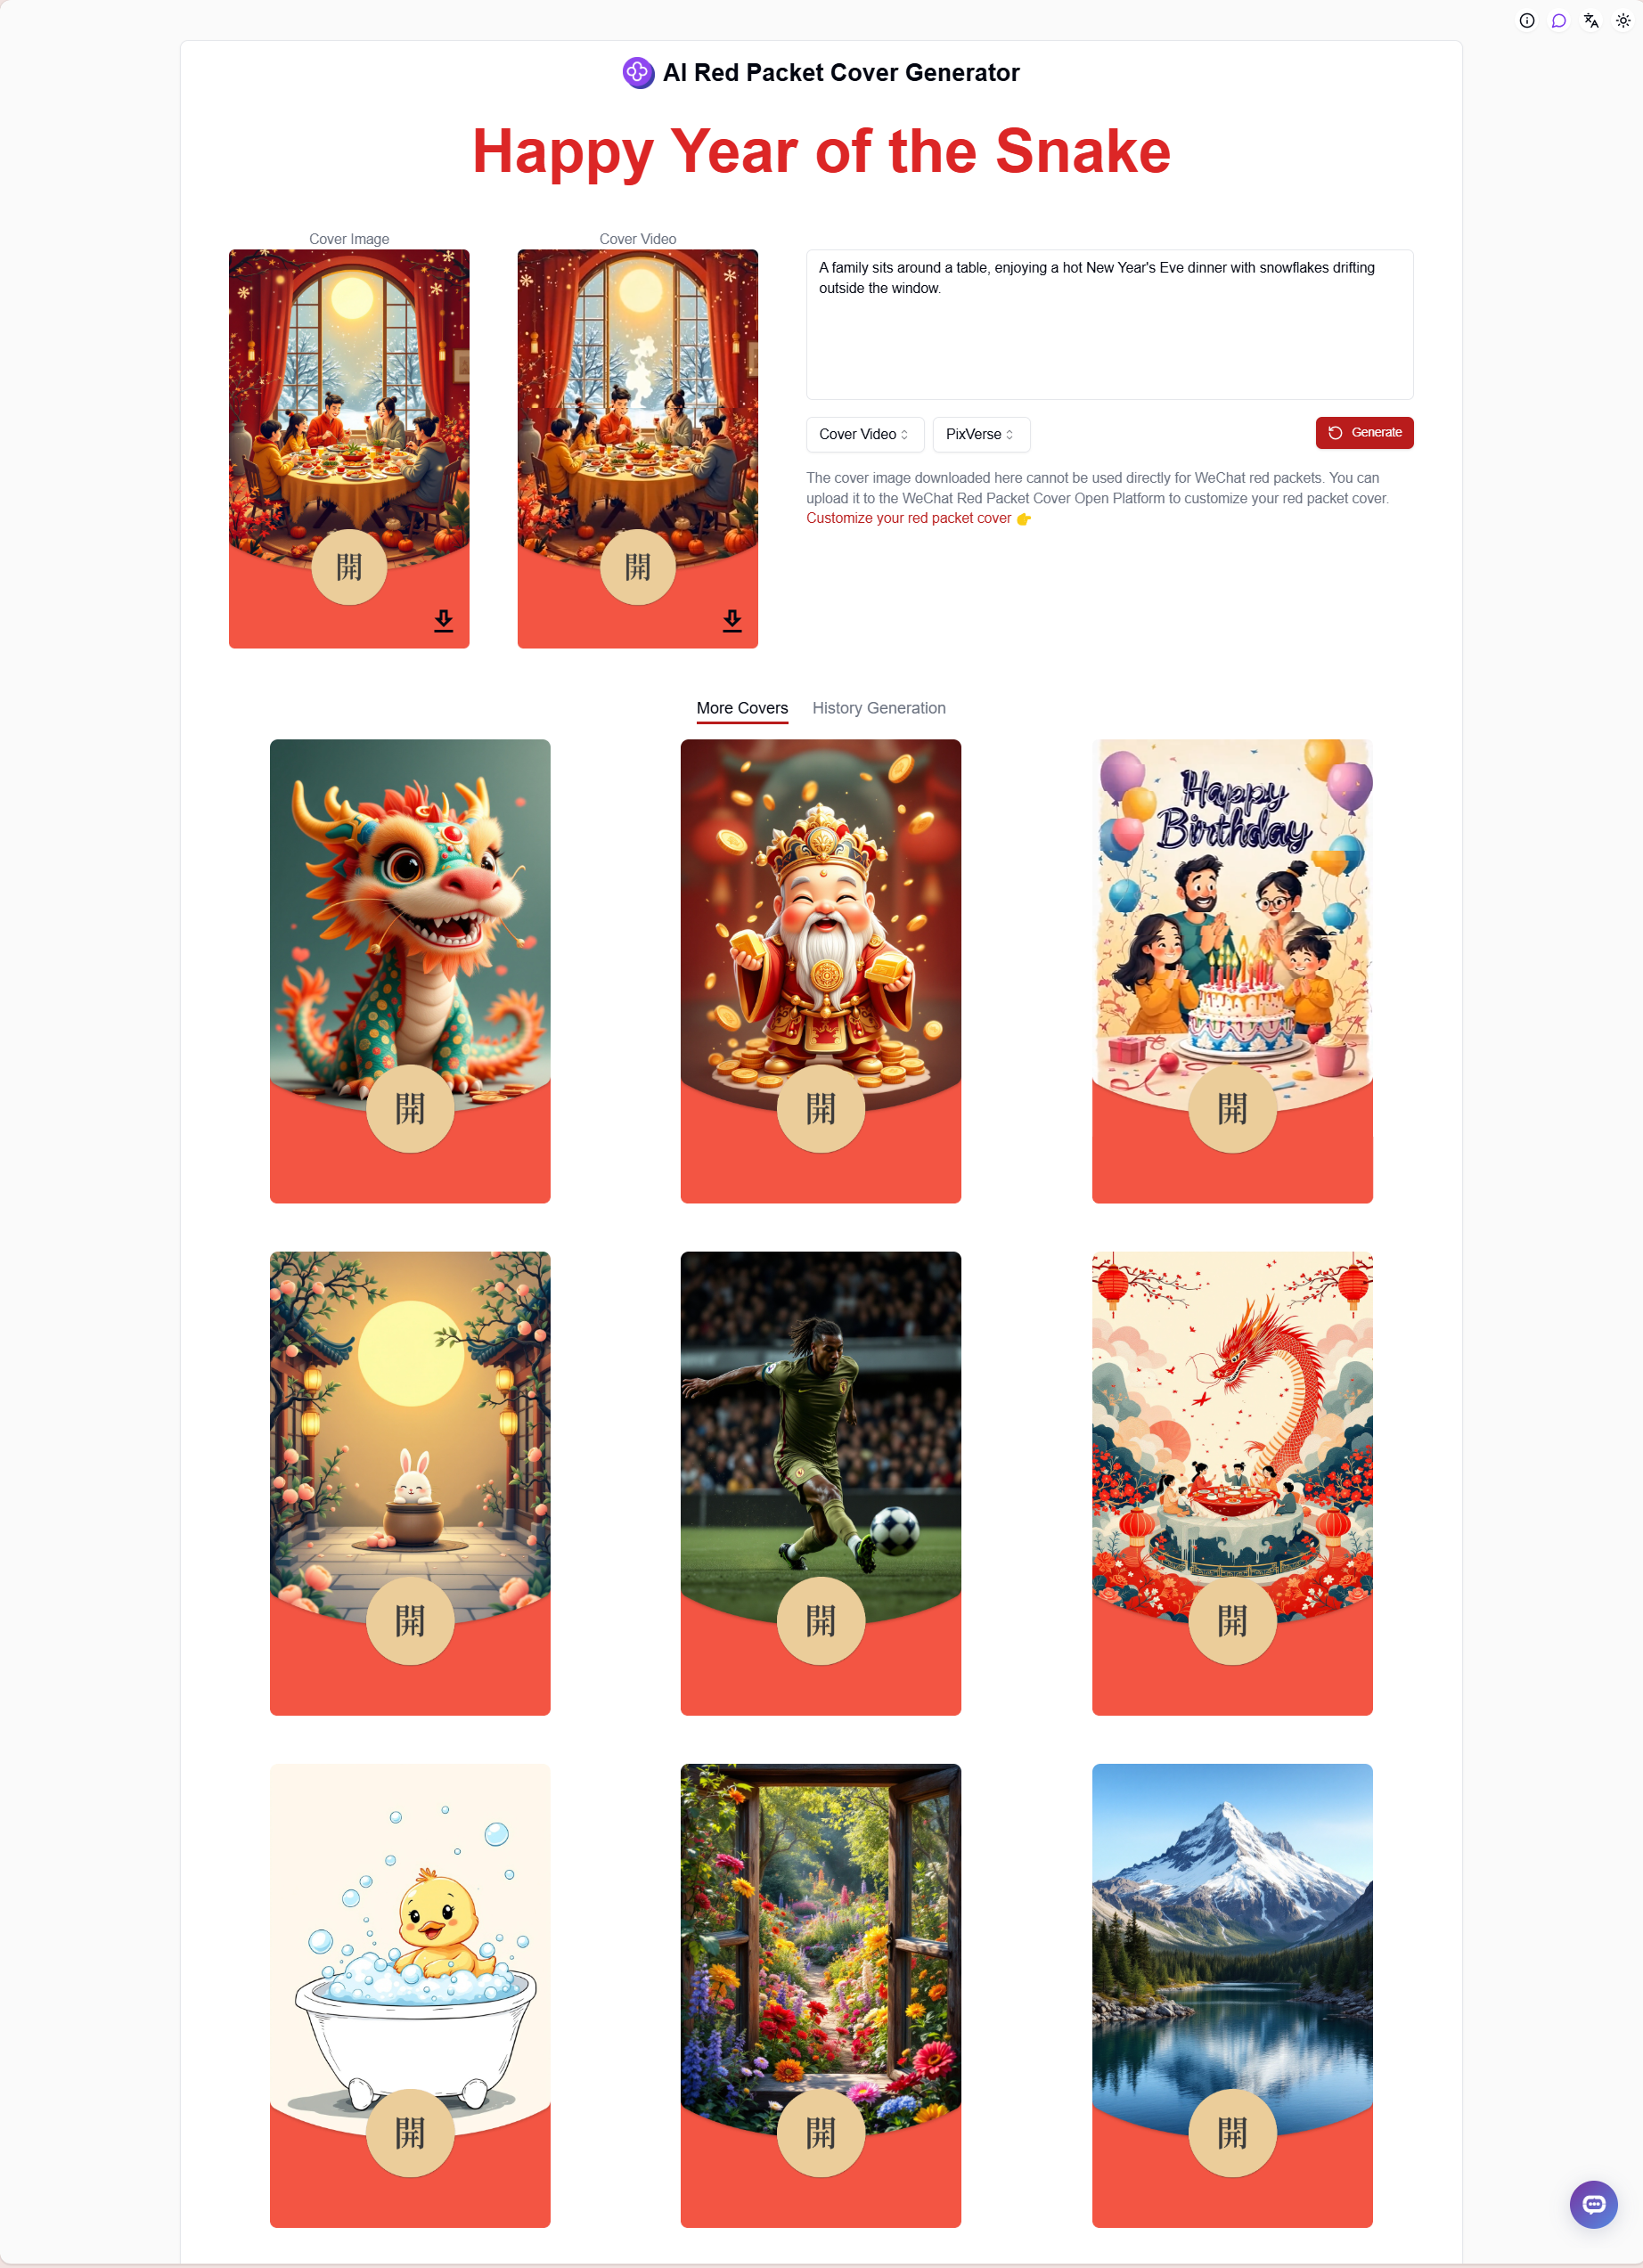 AI Red Packet Cover Generator
Happy Year of the Snake
Cover Image
Cover Video
開
開
A family sits around a table, enjoying a hot New Year's Eve dinner with snowflakes drifting
outside the window.
Cover Video
PixVerse
Generate
The cover image downloaded here cannot be used directly for WeChat red packets. You can
upload it to the WeChat Red Packet Cover Open Platform to customize your red packet cover.
Customize your red packet cover 👉
More Covers
History Generation
開
開
Happy
Birthday
開
開
開
開
開
開
開